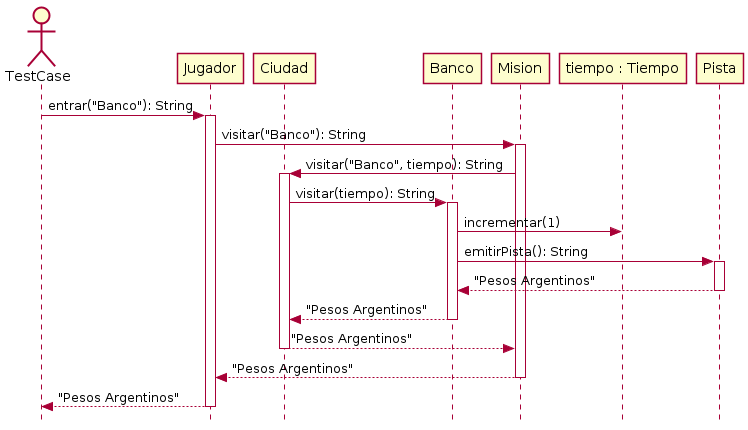 TestCase
Jugador
Ciudad
Banco
Mision
tiempo : Tiempo
Pista
entrar("Banco"): String
visitar("Banco"): String
visitar("Banco", tiempo): String
visitar(tiempo): String
incrementar(1)
emitirPista(): String
"Pesos Argentinos"
"Pesos Argentinos"
"Pesos Argentinos"
"Pesos Argentinos"
"Pesos Argentinos"